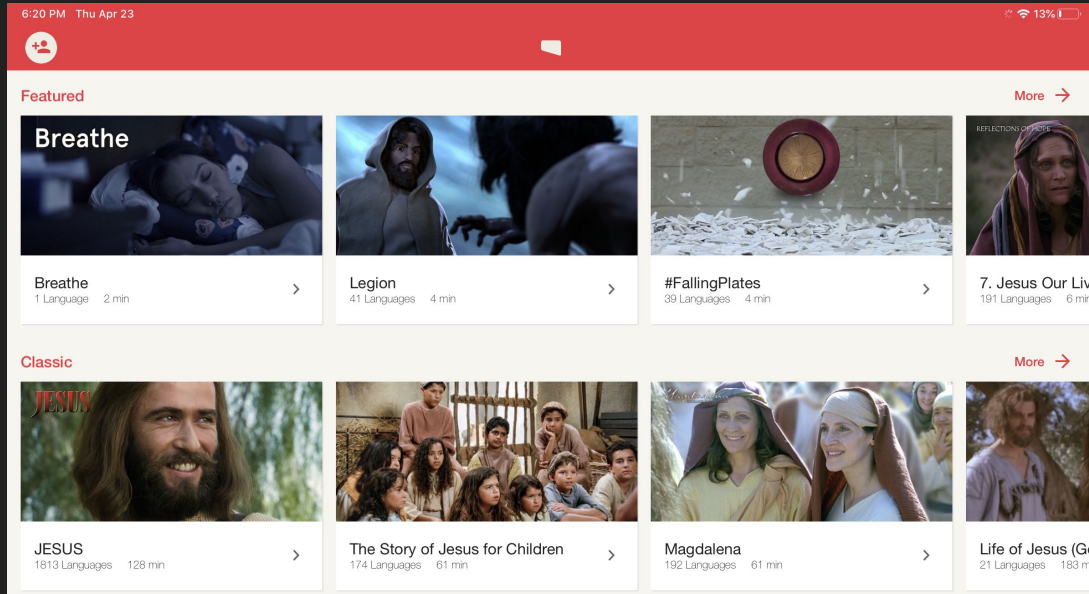 6:20 PM Thu Apr 23
13%
Featured
More
Breathe
REFLECTIONS OF HOPE
Breathe
1 Language 2 min
Legion
41 Languages 4 min
#FallingPlates
39 Languages 4 min
7. Jesus Our Liv
191 Languages 6 min
Classic
More
JESUS
JESUS
1813 Languages 128 min
The Story of Jesus for Children
174 Languages 61 min
Magdalena
192 Languages 61 min
Life of Jesus (Go
21 Languages 183 m